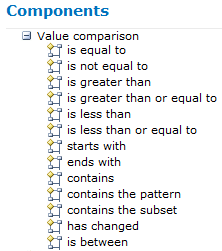 Components
Value comparison
is equal to
is not equal to
is greater than
is greater than or equal to
is less than
is less than or equal to
starts with
ends with
contains
contains the pattern
contains the subset
has changed
is between